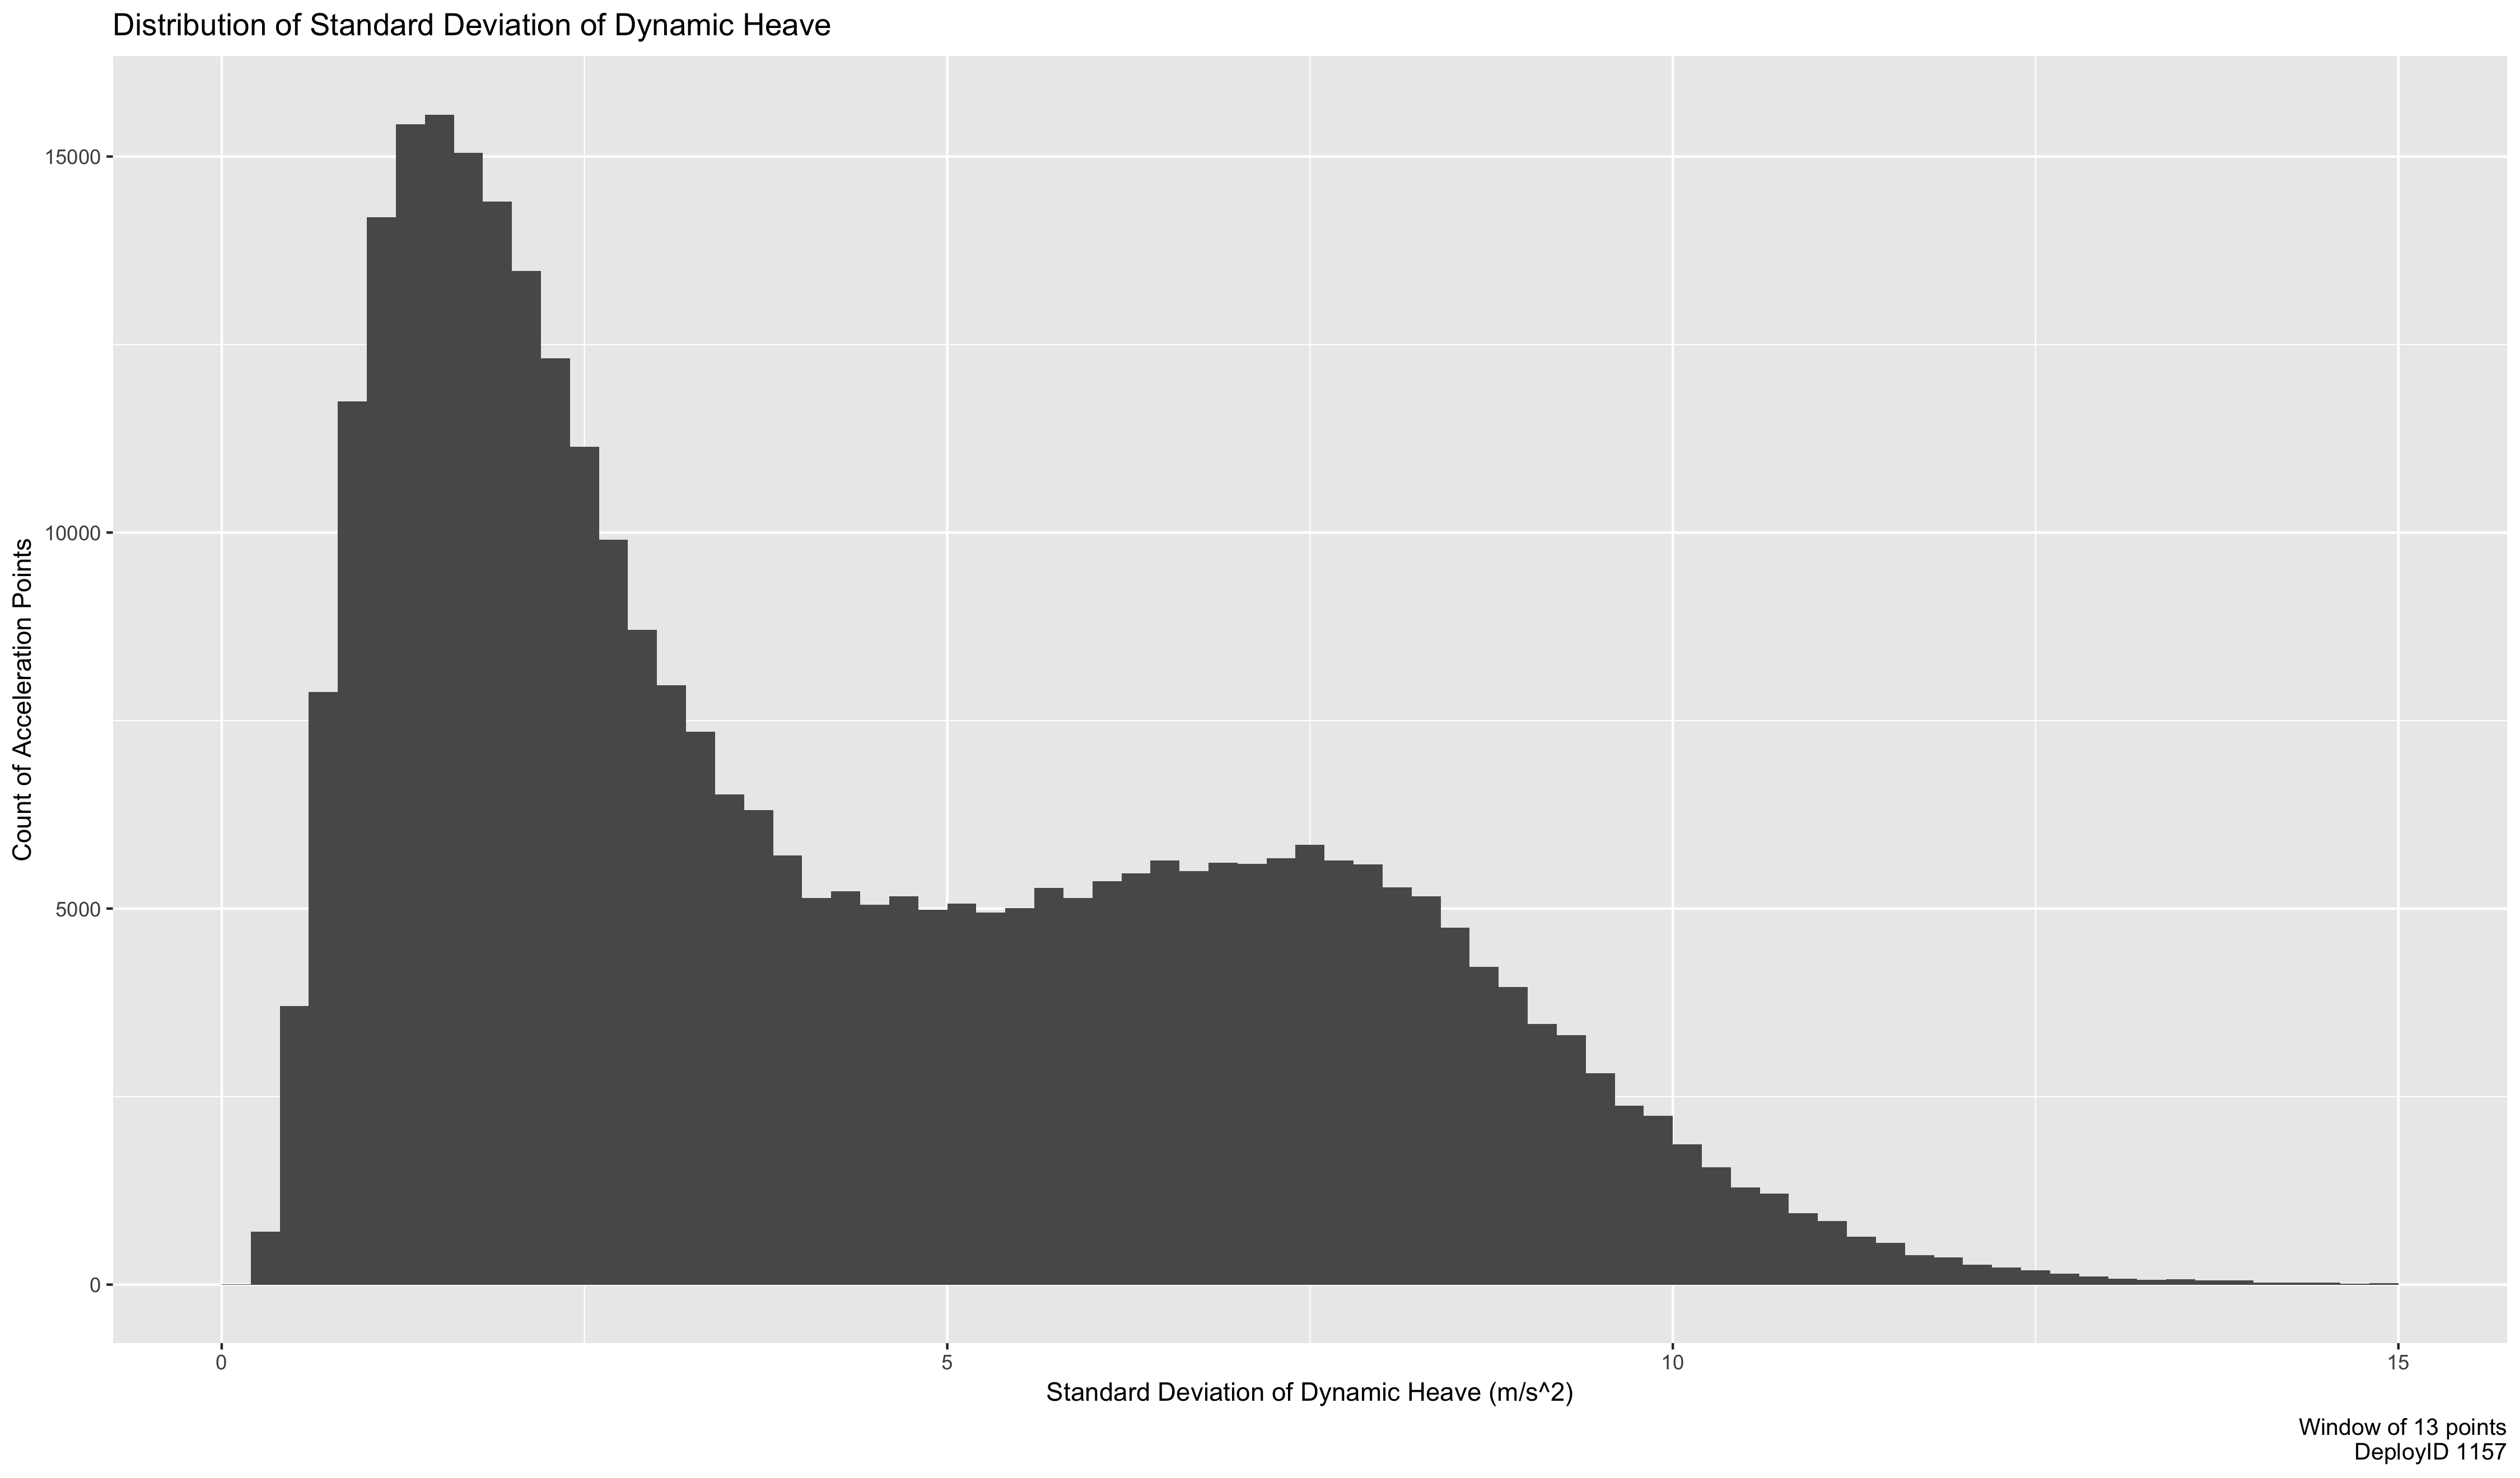 Distribution of Standard Deviation of Dynamic Heave
Count of Acceleration Points
15000
10000
5000
0
0
5
10
15
Standard Deviation of Dynamic Heave (m/s^2)
Window of 13 points
DeployID 1157